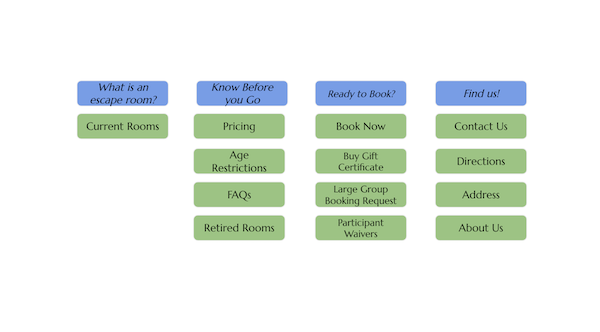 What is an
escape room?
Current Rooms
Know Before
you Go
Pricing
Age
Restrictions
FAQs
Retired Rooms
Ready to Book?
Book Now
Buy Gift
Certificate
Large Group
Booking Request
Participant
Waivers
Find us!
Contact Us
Directions
Address
About Us